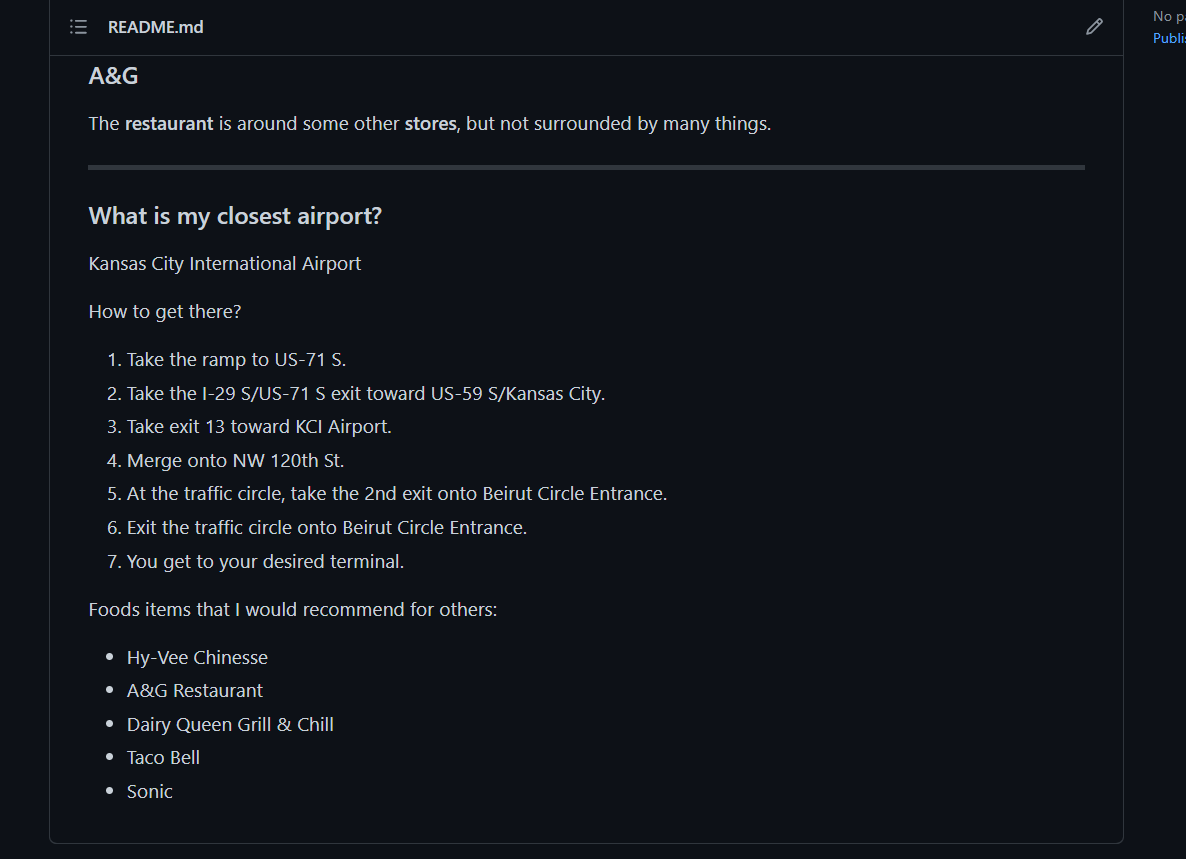 README.md
No pa
Publis
A&G
The restaurant is around some other stores, but not surrounded by many things.
What is my closest airport?
Kansas City International Airport
How to get there?
1. Take the ramp to US-71 S.
2. Take the I-29 S/US-71 S exit toward US-59 S/Kansas City.
3. Take exit 13 toward KCI Airport.
4. Merge onto NW 120th St.
5. At the traffic circle, take the 2nd exit onto Beirut Circle Entrance.
6. Exit the traffic circle onto Beirut Circle Entrance.
7. You get to your desired terminal.
Foods items that I would recommend for others:
• Hy-Vee Chinesse
• A&G Restaurant
• Dairy Queen Grill & Chill
• Taco Bell
• Sonic